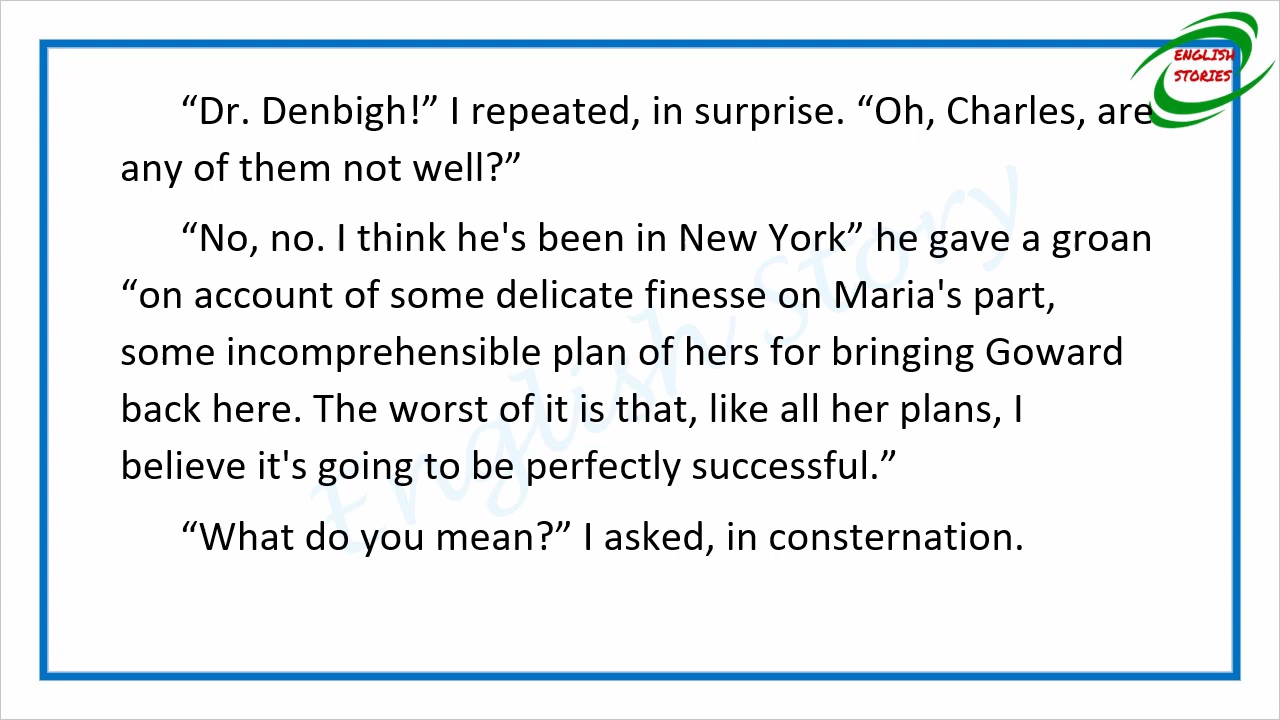 ENGLISH
STORIES
“Dr. Denbigh!” I repeated, in surprise. “Oh, Charles, are
any of them not well?”
“No, no. I think he's been in New York” he gave a groan
“on account of some delicate finesse on Maria's part,
some incomprehensible plan of hers for bringing Goward
back here. The worst of it is that, like all her plans, I
believe it's going to be perfectly successful.”
“What do you mean?” I asked, in consternation.
English Story